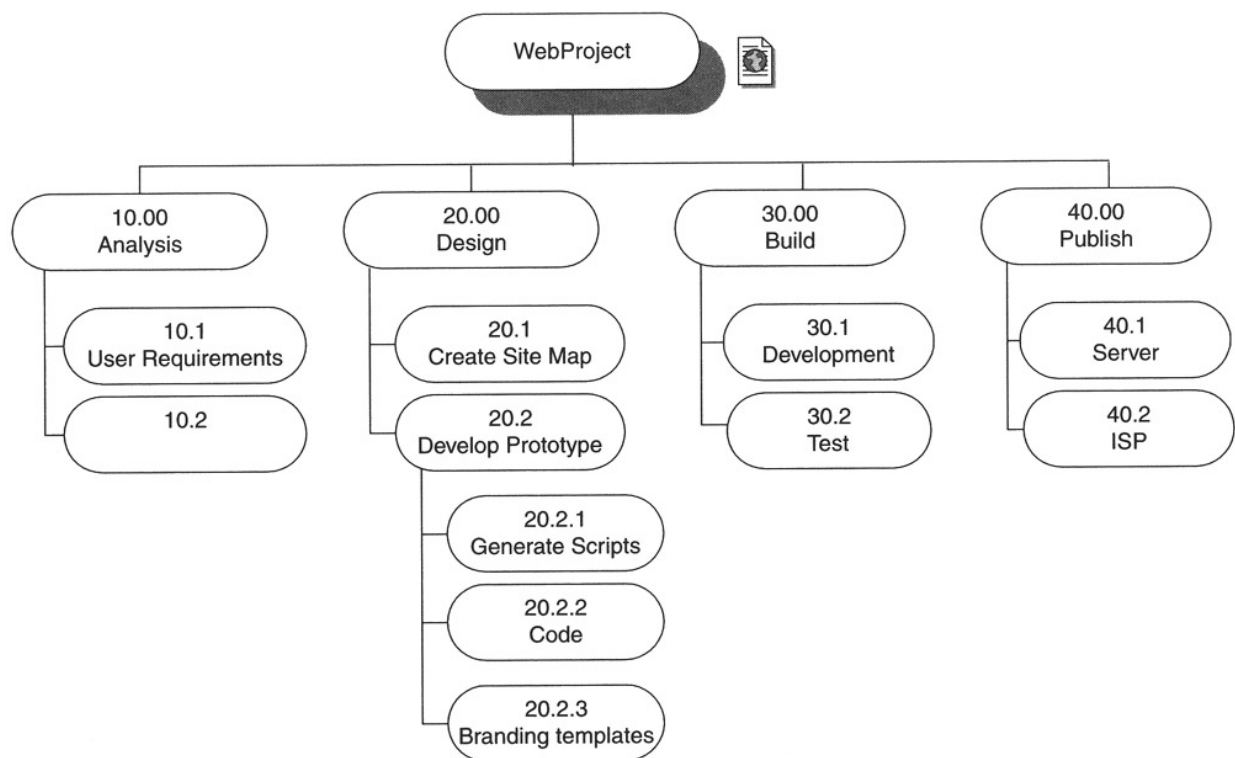 WebProject
10.00
Analysis
20.00
Design
30.00
Build
40.00
Publish
10.1
User Requirements
10.2
20.1
Create Site Map
20.2
Develop Prototype
20.2.1
Generate Scripts
20.2.2
Code
20.2.3
Branding templates
30.1
Development
30.2
Test
40.1
Server
40.2
ISP